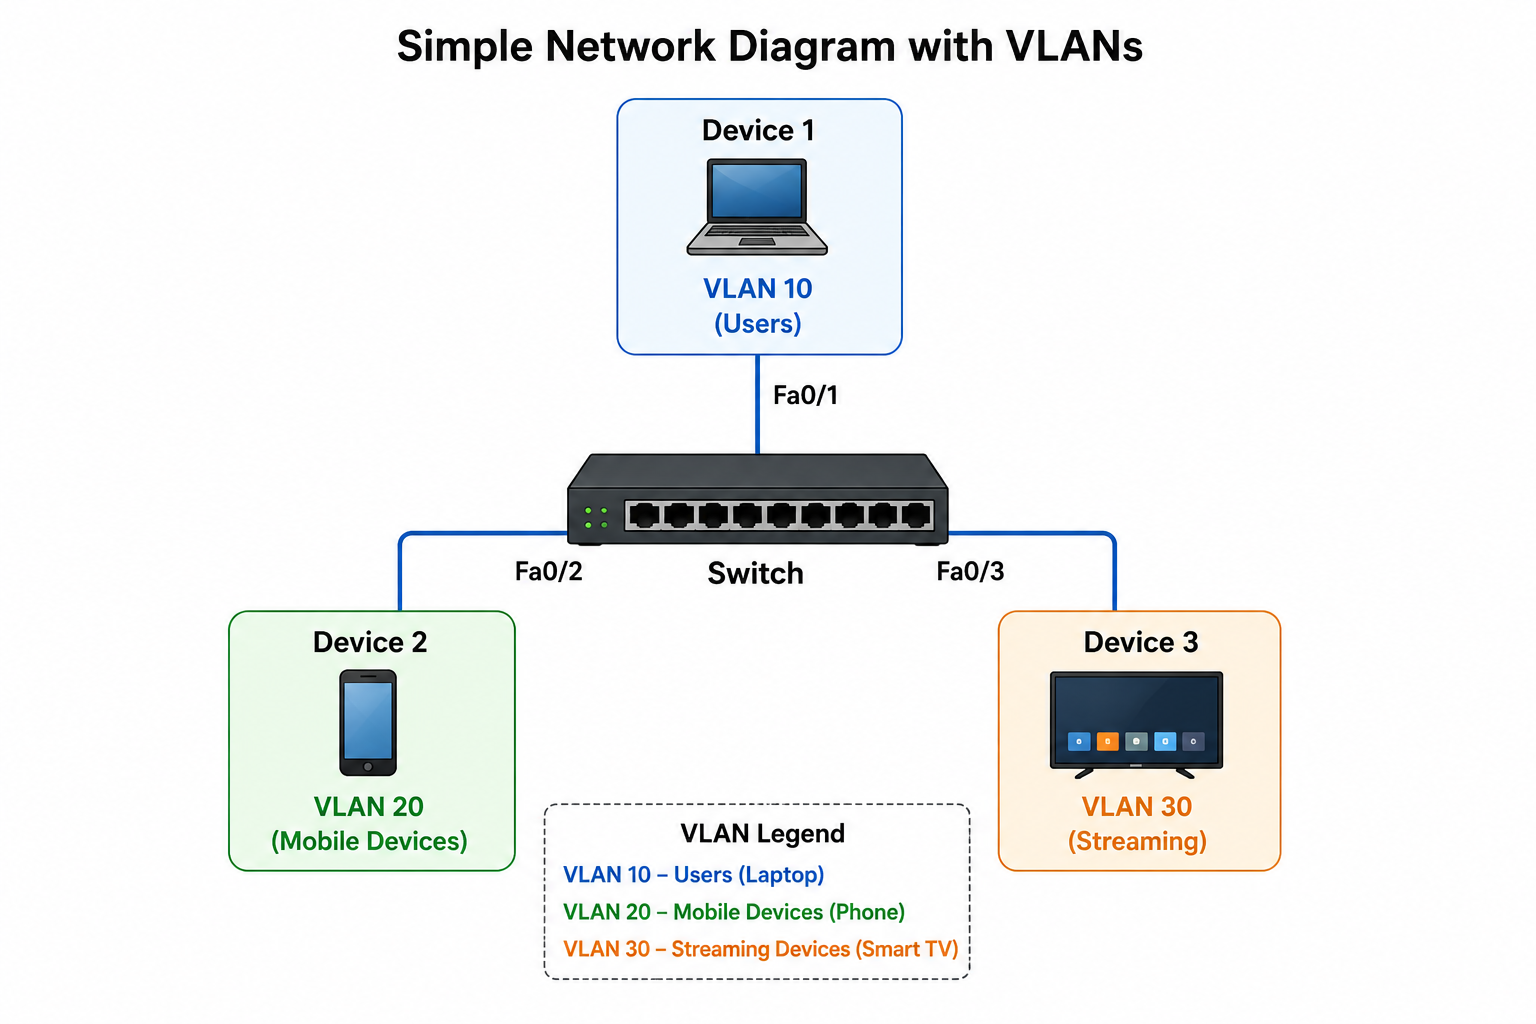 Simple Network Diagram with VLANs
Device 1
VLAN 10
(Users)
Fa0/1
Fa0/2
Switch
Fa0/3
Device 2
VLAN 20
(Mobile Devices)
Device 3
VLAN 30
(Streaming)
VLAN Legend
VLAN 10 – Users (Laptop)
VLAN 20 – Mobile Devices (Phone)
VLAN 30 – Streaming Devices (Smart TV)